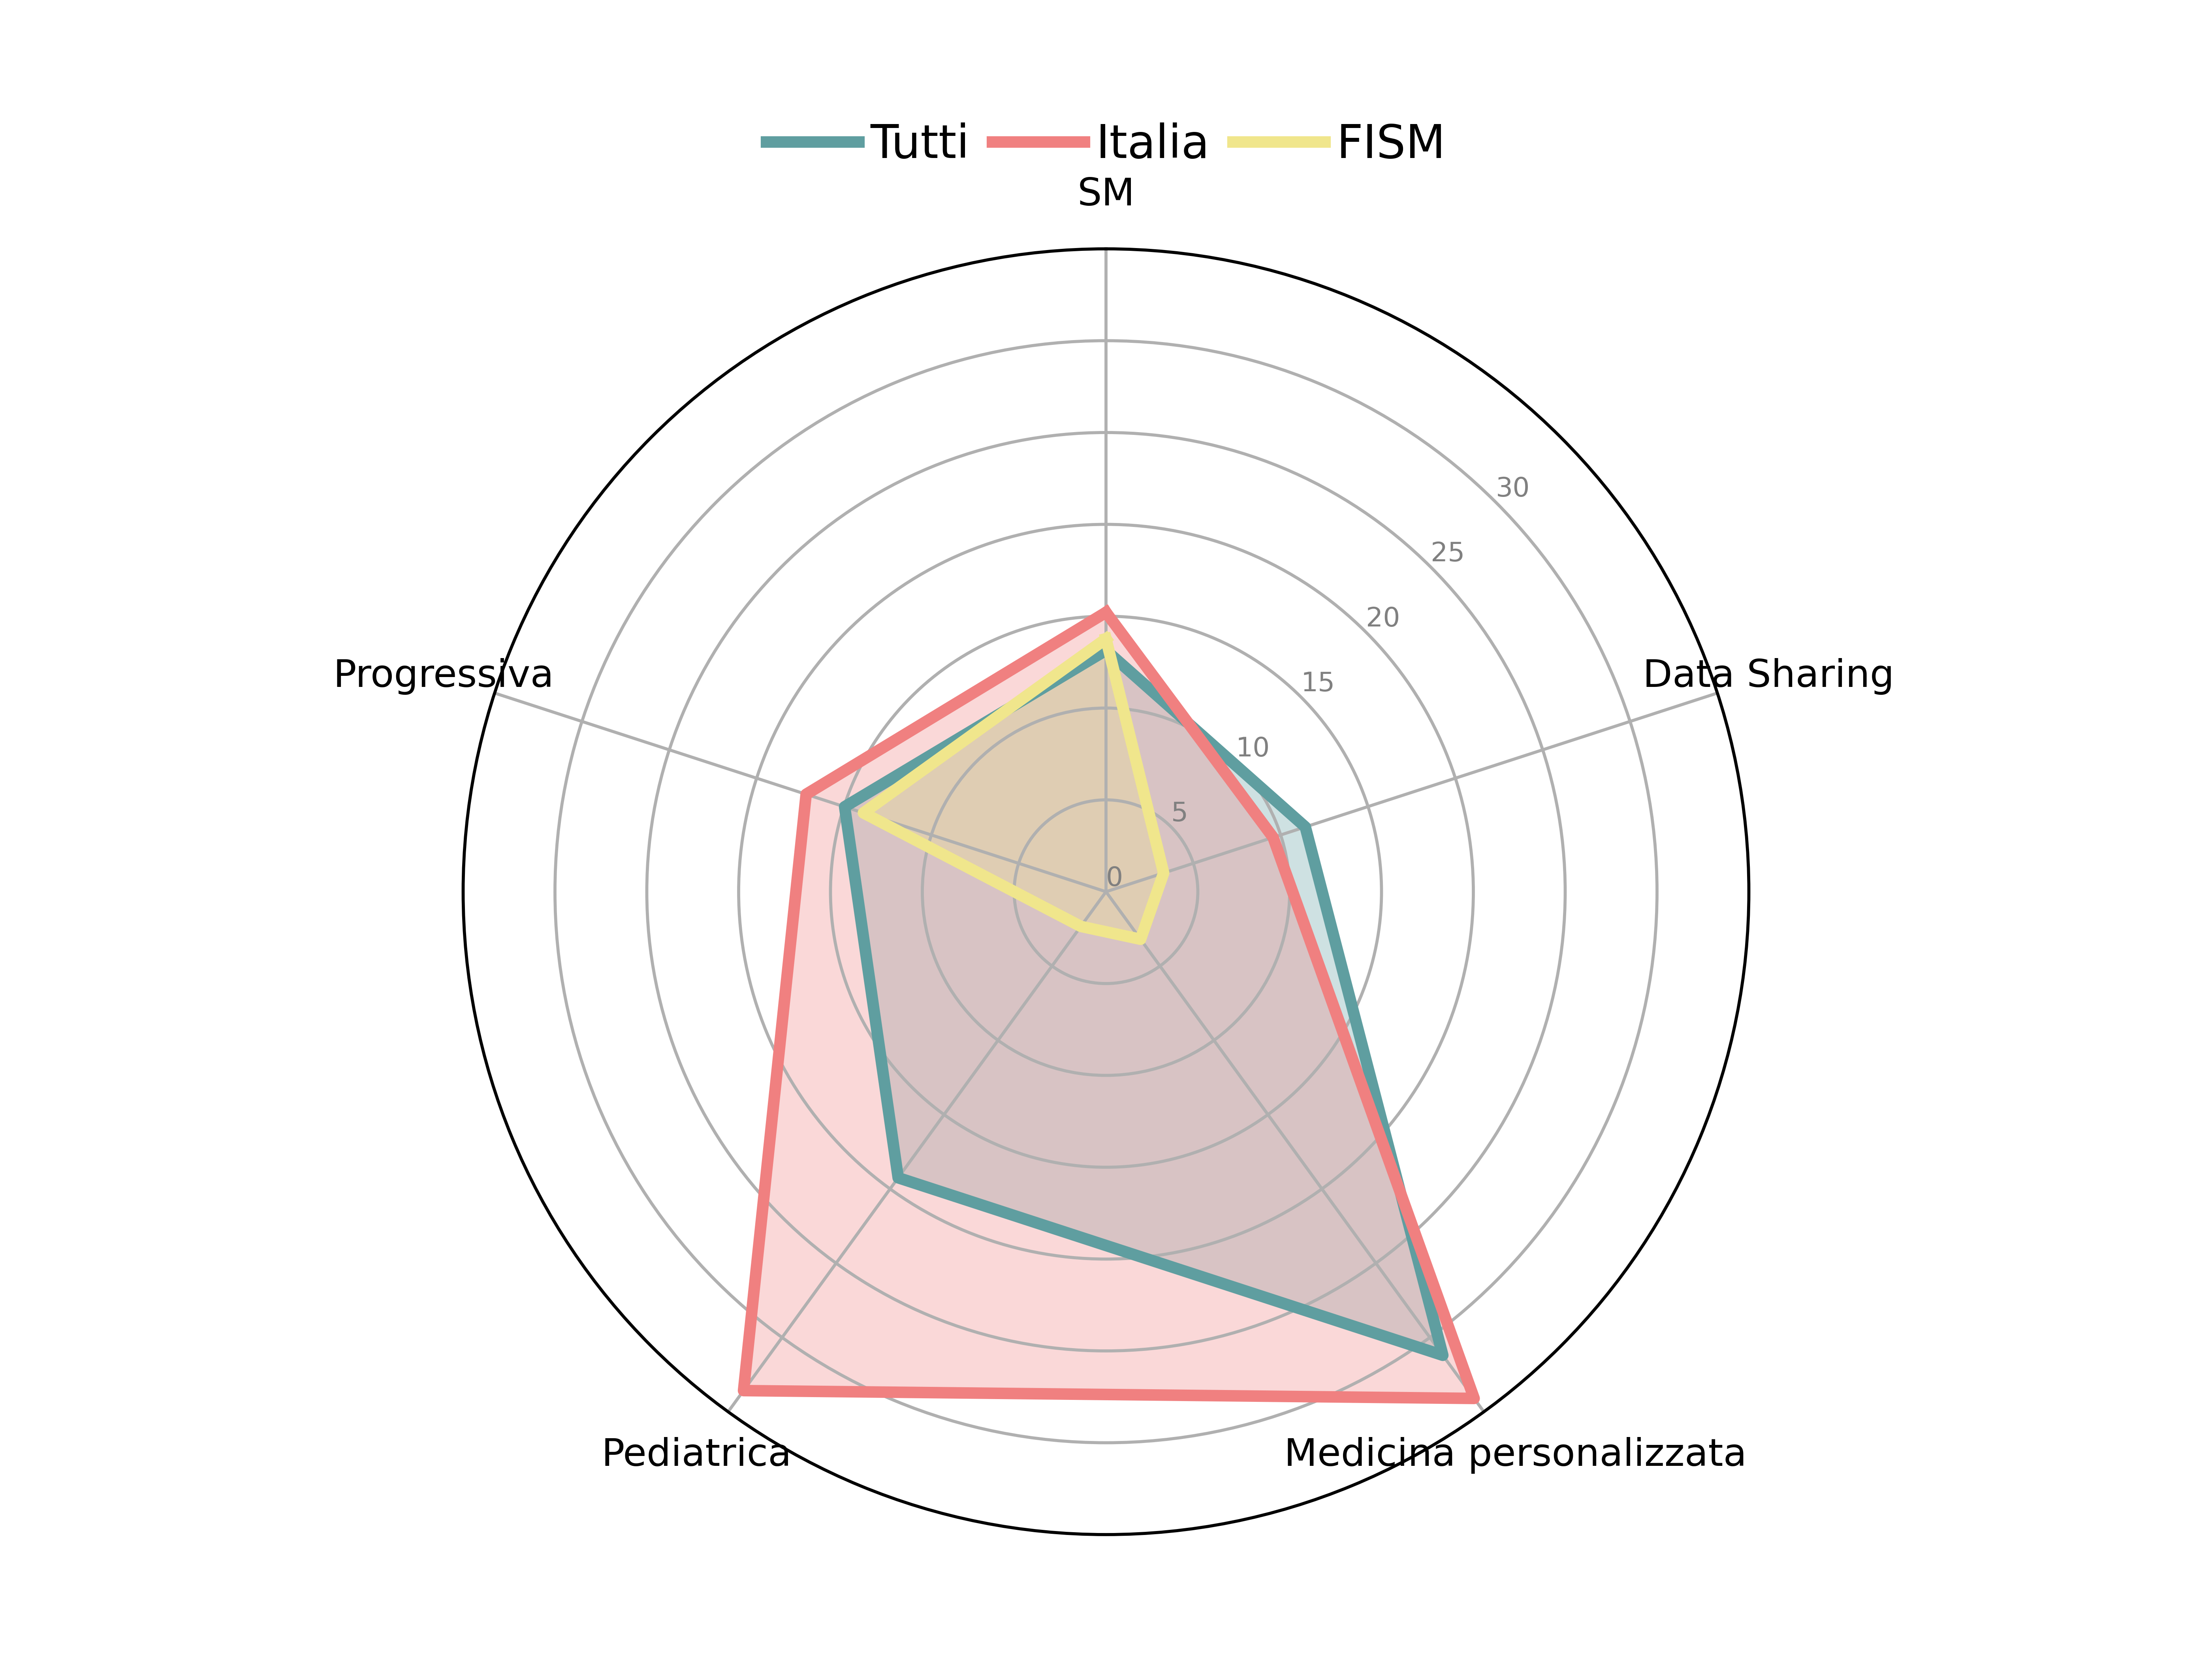 Tutti Italia FISM
SM
30
25
20
15
10
5
0
Progressiva
Data Sharing
Pediatrica
Medicina personalizzata